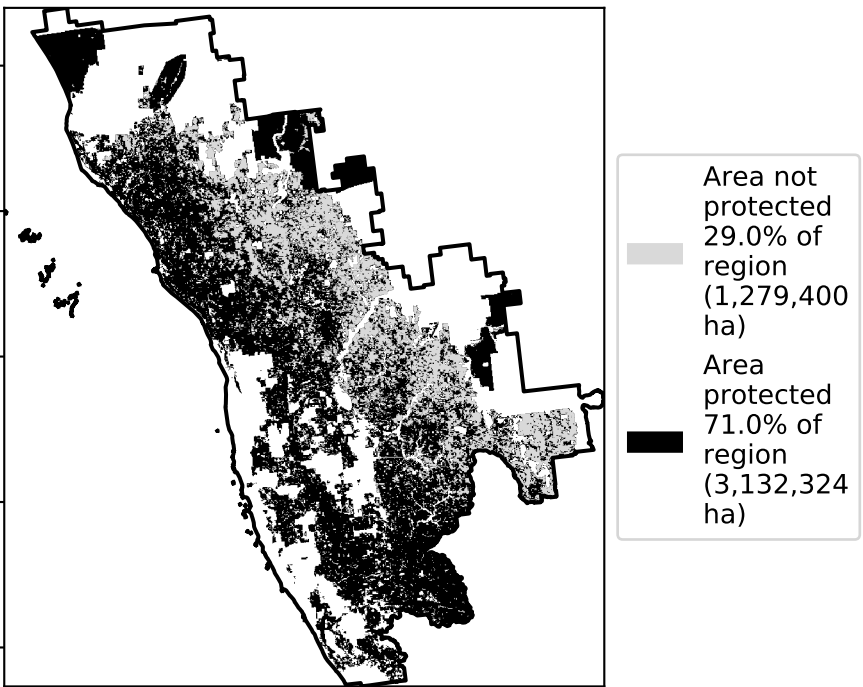 Area not
protected
29.0% of
region
(1,279,400
ha)
Area
protected
71.0% of
region
(3,132,324
ha)